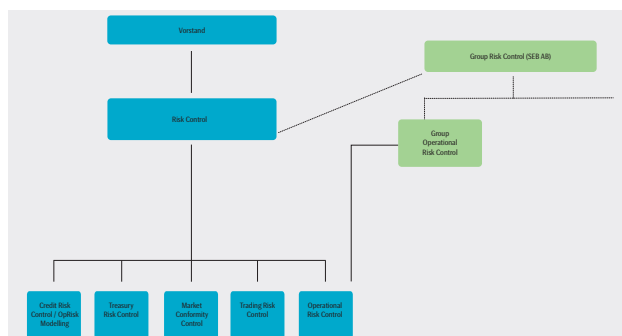 Vorstand
Group Risk Control (SEB AB)
Risk Control
Group
Operational
Risk Control
Credit Risk
Control / OpRisk
Modelling
Treasury
Risk Control
Market
Conformity
Control
Trading Risk
Control
Operational
Risk Control